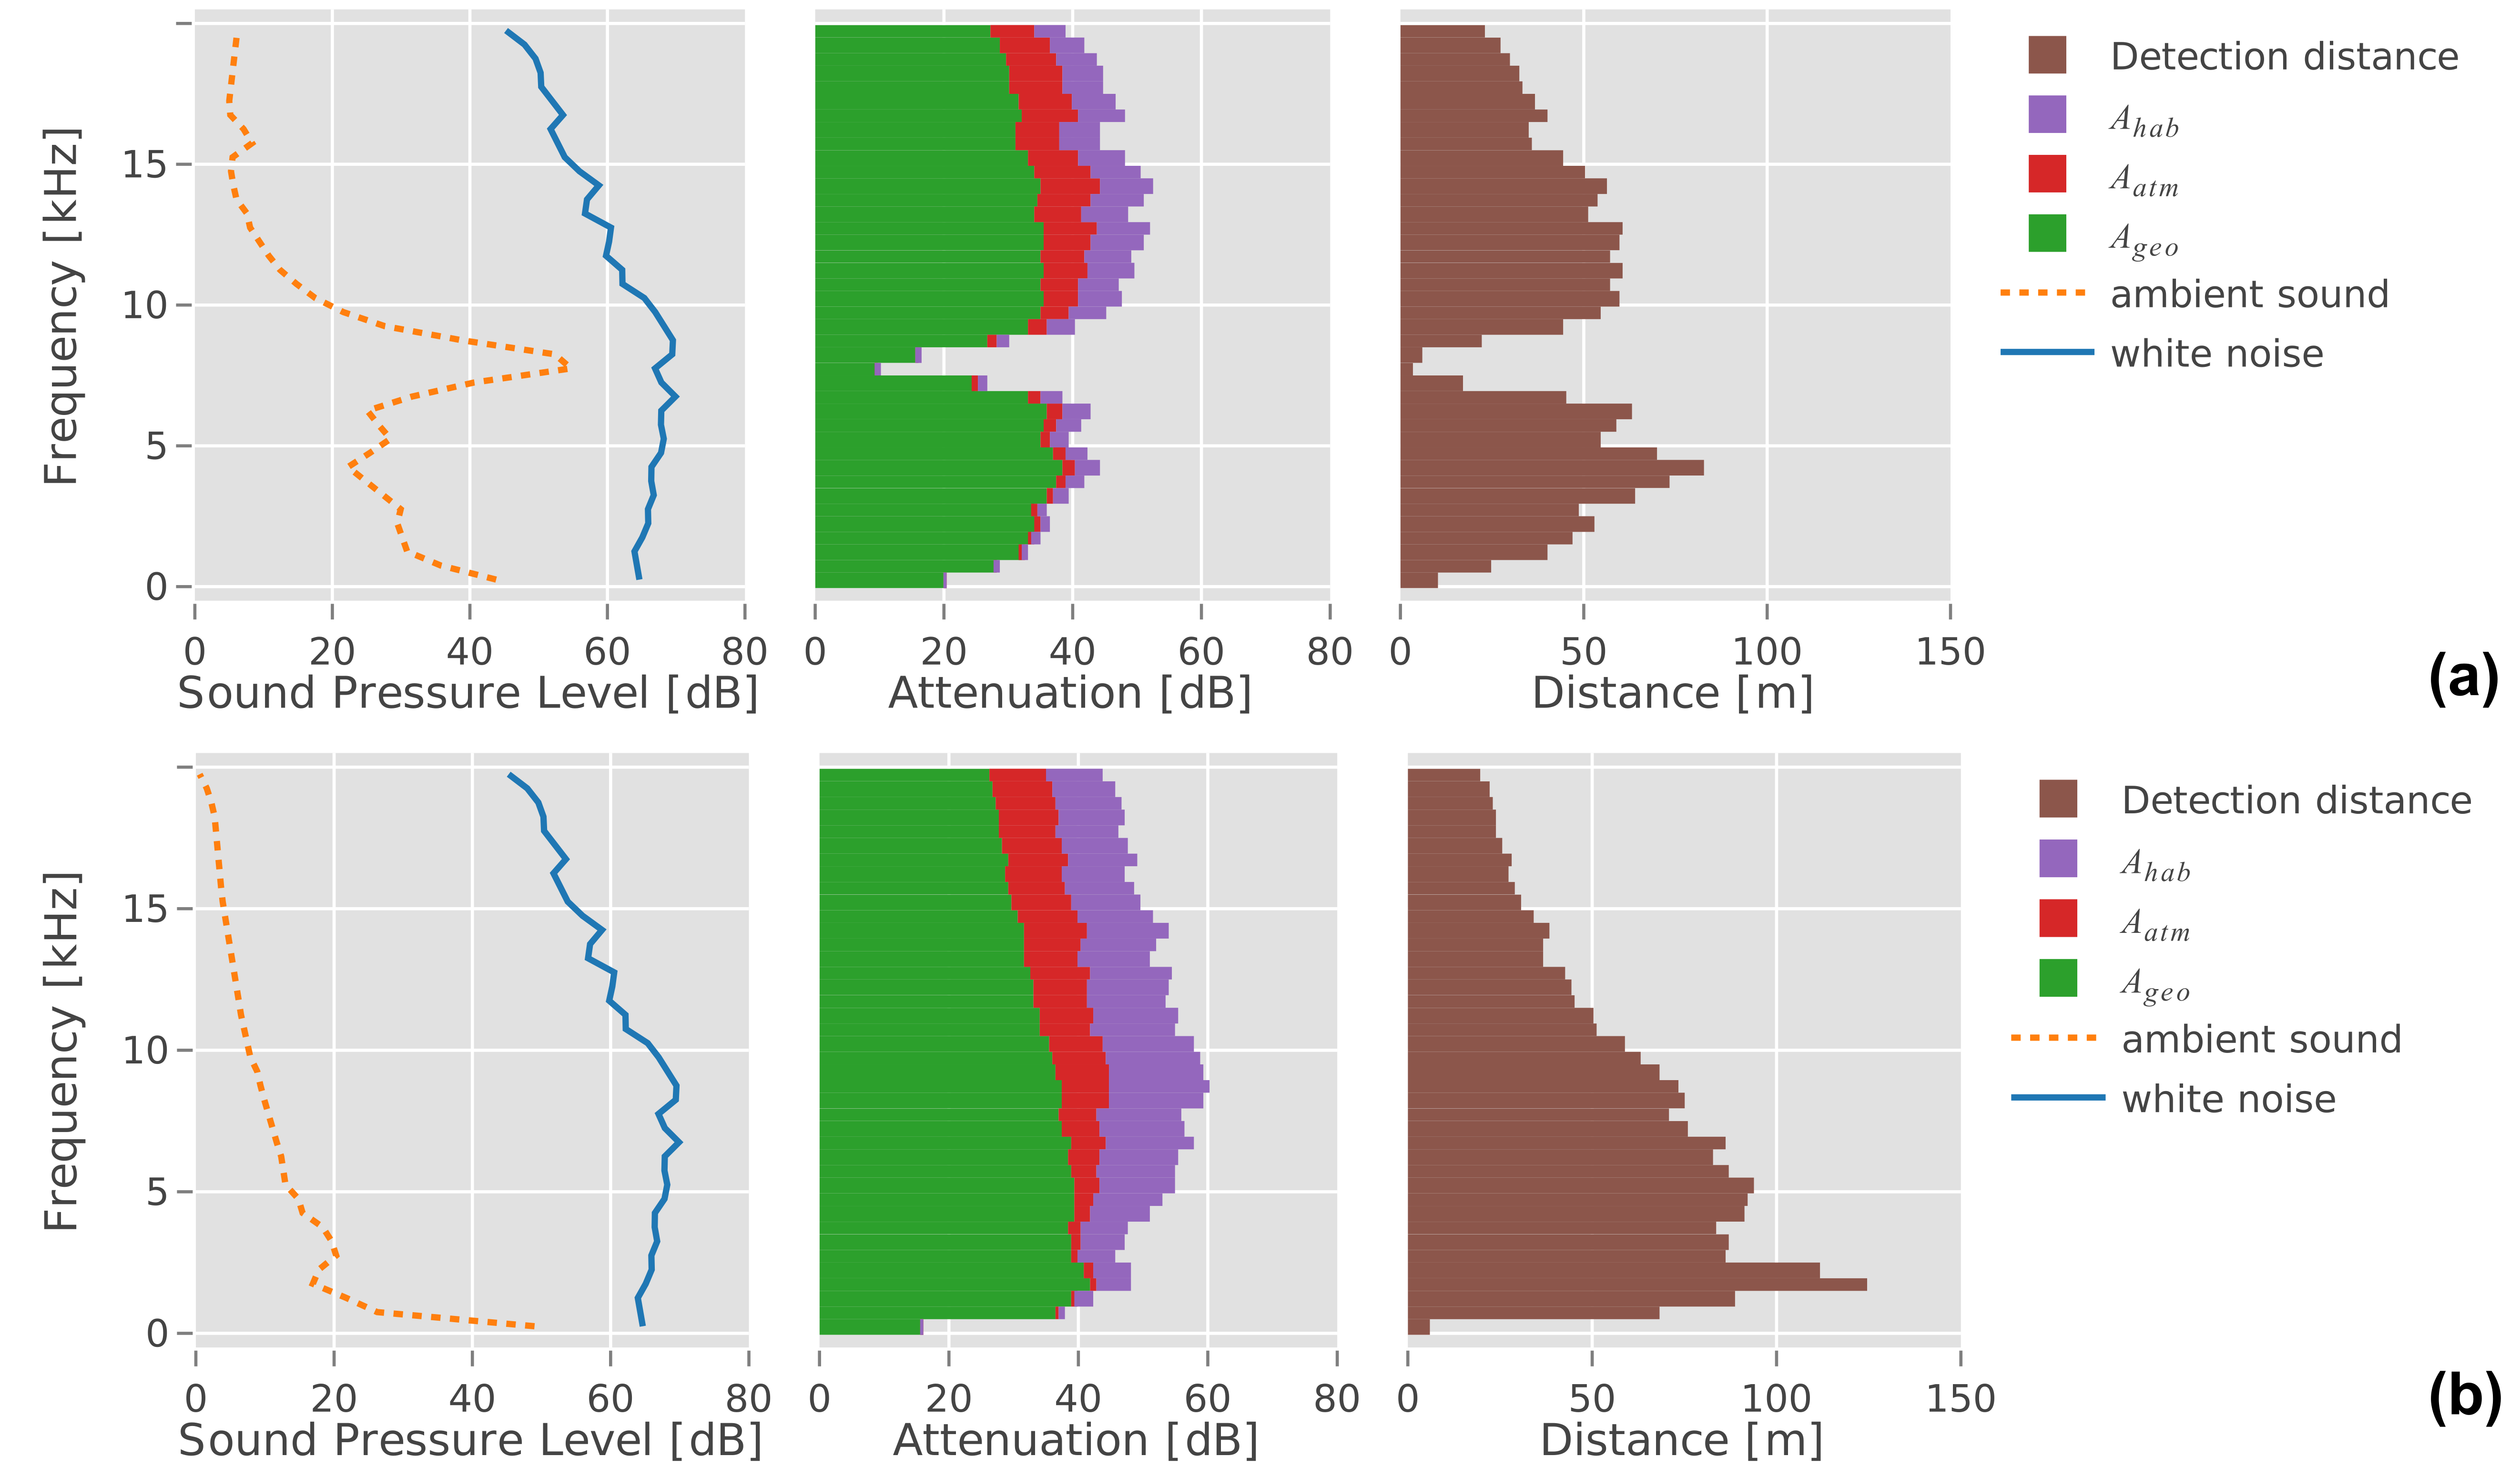 Frequency [kHz]
15
10
5
0
0 20 40 60 80
Sound Pressure Level [dB]
0 20 40 60 80
Attenuation [dB]
0 50 100 150
Distance [m]
Detection distance
A_hab
A_atm
A_geo
ambient sound
white noise
(a)
Frequency [kHz]
15
10
5
0
0 20 40 60 80
Sound Pressure Level [dB]
0 20 40 60 80
Attenuation [dB]
0 50 100 150
Distance [m]
Detection distance
A_hab
A_atm
A_geo
ambient sound
white noise
(b)